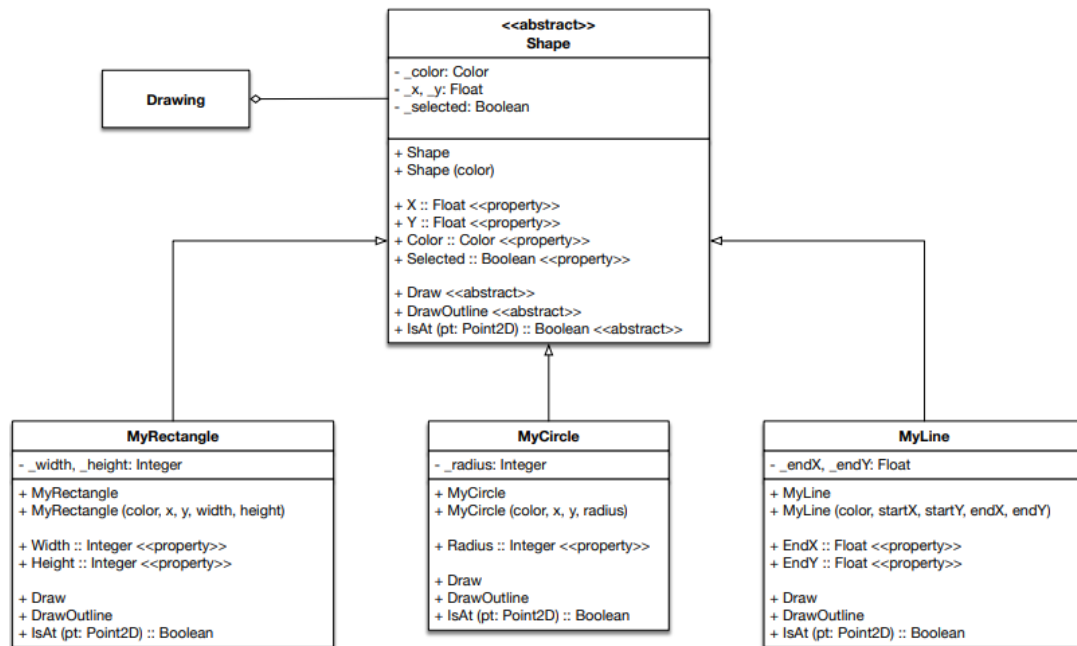 <<abstract>>
Shape
- _color: Color
- _x, _y: Float
- _selected: Boolean
+ Shape
+ Shape (color)
+ X :: Float <<property>>
+ Y :: Float <<property>>
+ Color :: Color <<property>>
+ Selected :: Boolean <<property>>
+ Draw <<abstract>>
+ DrawOutline <<abstract>>
+ IsAt (pt: Point2D) :: Boolean <<abstract>>
Drawing
MyRectangle
- _width, _height: Integer
+ MyRectangle
+ MyRectangle (color, x, y, width, height)
+ Width :: Integer <<property>>
+ Height :: Integer <<property>>
+ Draw
+ DrawOutline
+ IsAt (pt: Point2D) :: Boolean
MyCircle
- _radius: Integer
+ MyCircle
+ MyCircle (color, x, y, radius)
+ Radius :: Integer <<property>>
+ Draw
+ DrawOutline
+ IsAt (pt: Point2D) :: Boolean
MyLine
- _endX, _endY: Float
+ MyLine
+ MyLine (color, startX, startY, endX, endY)
+ EndX :: Float <<property>>
+ EndY :: Float <<property>>
+ Draw
+ DrawOutline
+ IsAt (pt: Point2D) :: Boolean